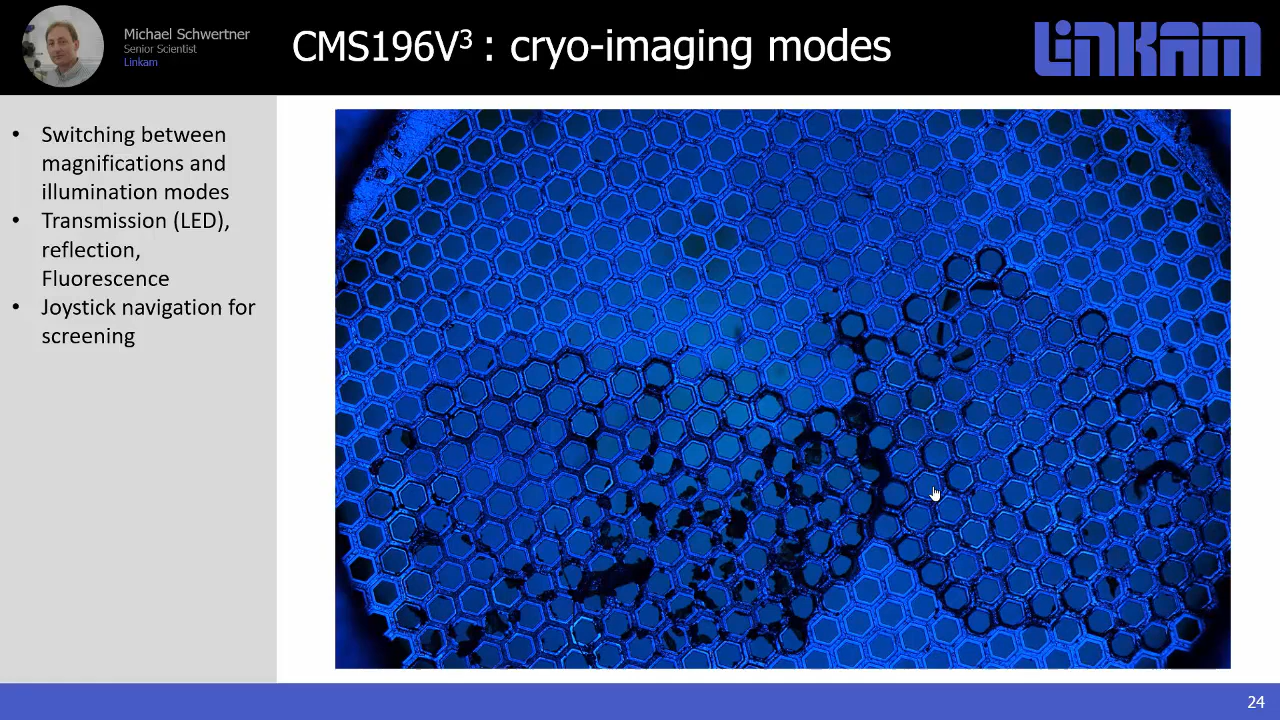 Michael Schwertner
Senior Scientist
Linkam
CMS196V³ : cryo-imaging modes
LINKAM
• Switching between
magnifications and
illumination modes
• Transmission (LED),
reflection,
Fluorescence
• Joystick navigation for
screening
24